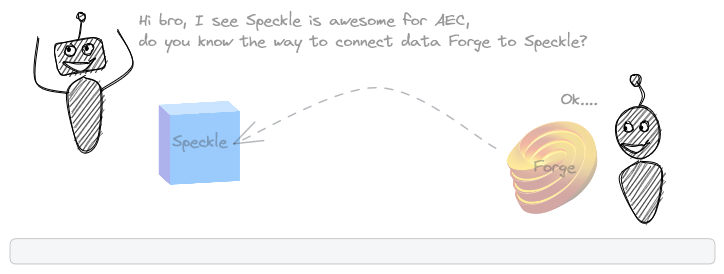 Hi bro, I see Speckle is awesome for AEC,
do you know the way to connect data Forge to Speckle?
Ok....
Speckle
Forge